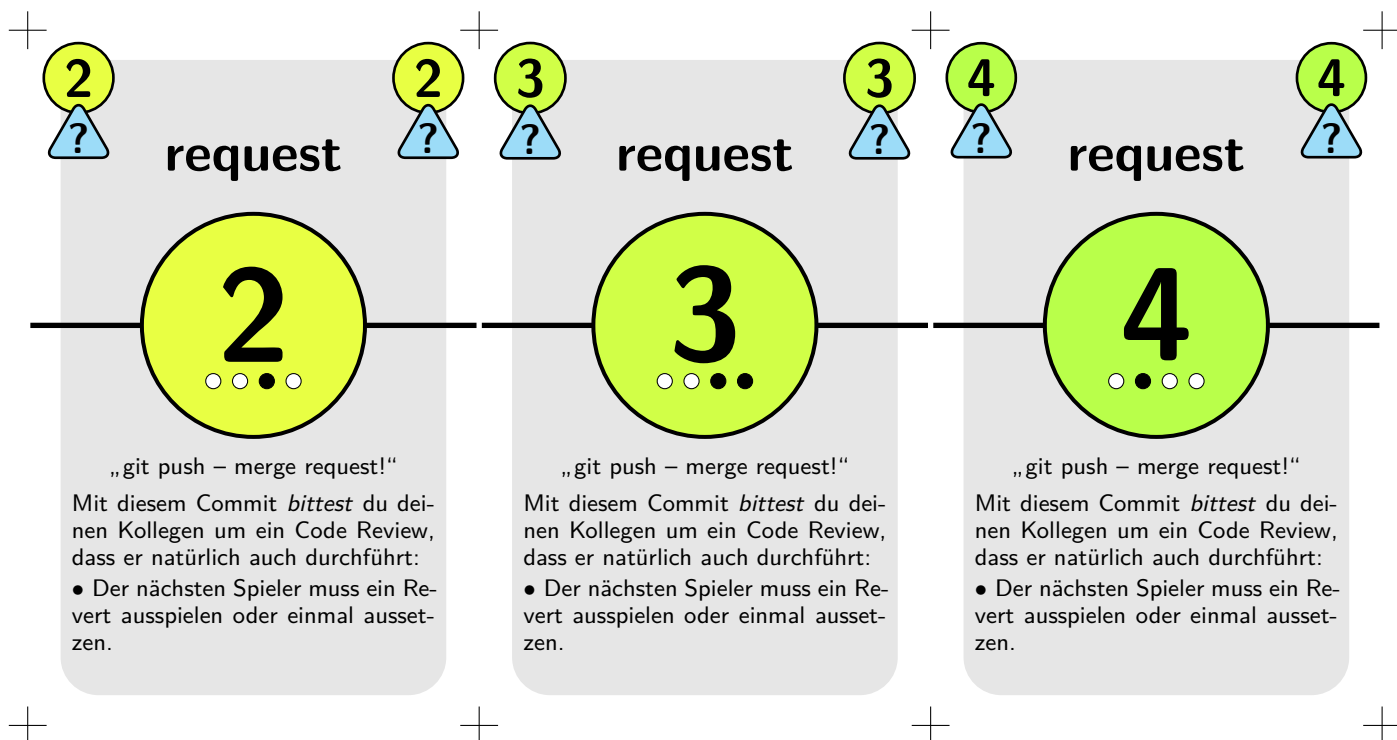 2 2
?
?
request
2
„git push – merge request!“
Mit diesem Commit bittest du dei-
nen Kollegen um ein Code Review,
dass er natürlich auch durchführt:
• Der nächsten Spieler muss ein Re-
vert ausspielen oder einmal ausset-
zen.
3 3
?
?
request
3
„git push – merge request!“
Mit diesem Commit bittest du dei-
nen Kollegen um ein Code Review,
dass er natürlich auch durchführt:
• Der nächsten Spieler muss ein Re-
vert ausspielen oder einmal ausset-
zen.
4 4
?
?
request
4
„git push – merge request!“
Mit diesem Commit bittest du dei-
nen Kollegen um ein Code Review,
dass er natürlich auch durchführt:
• Der nächsten Spieler muss ein Re-
vert ausspielen oder einmal ausset-
zen.